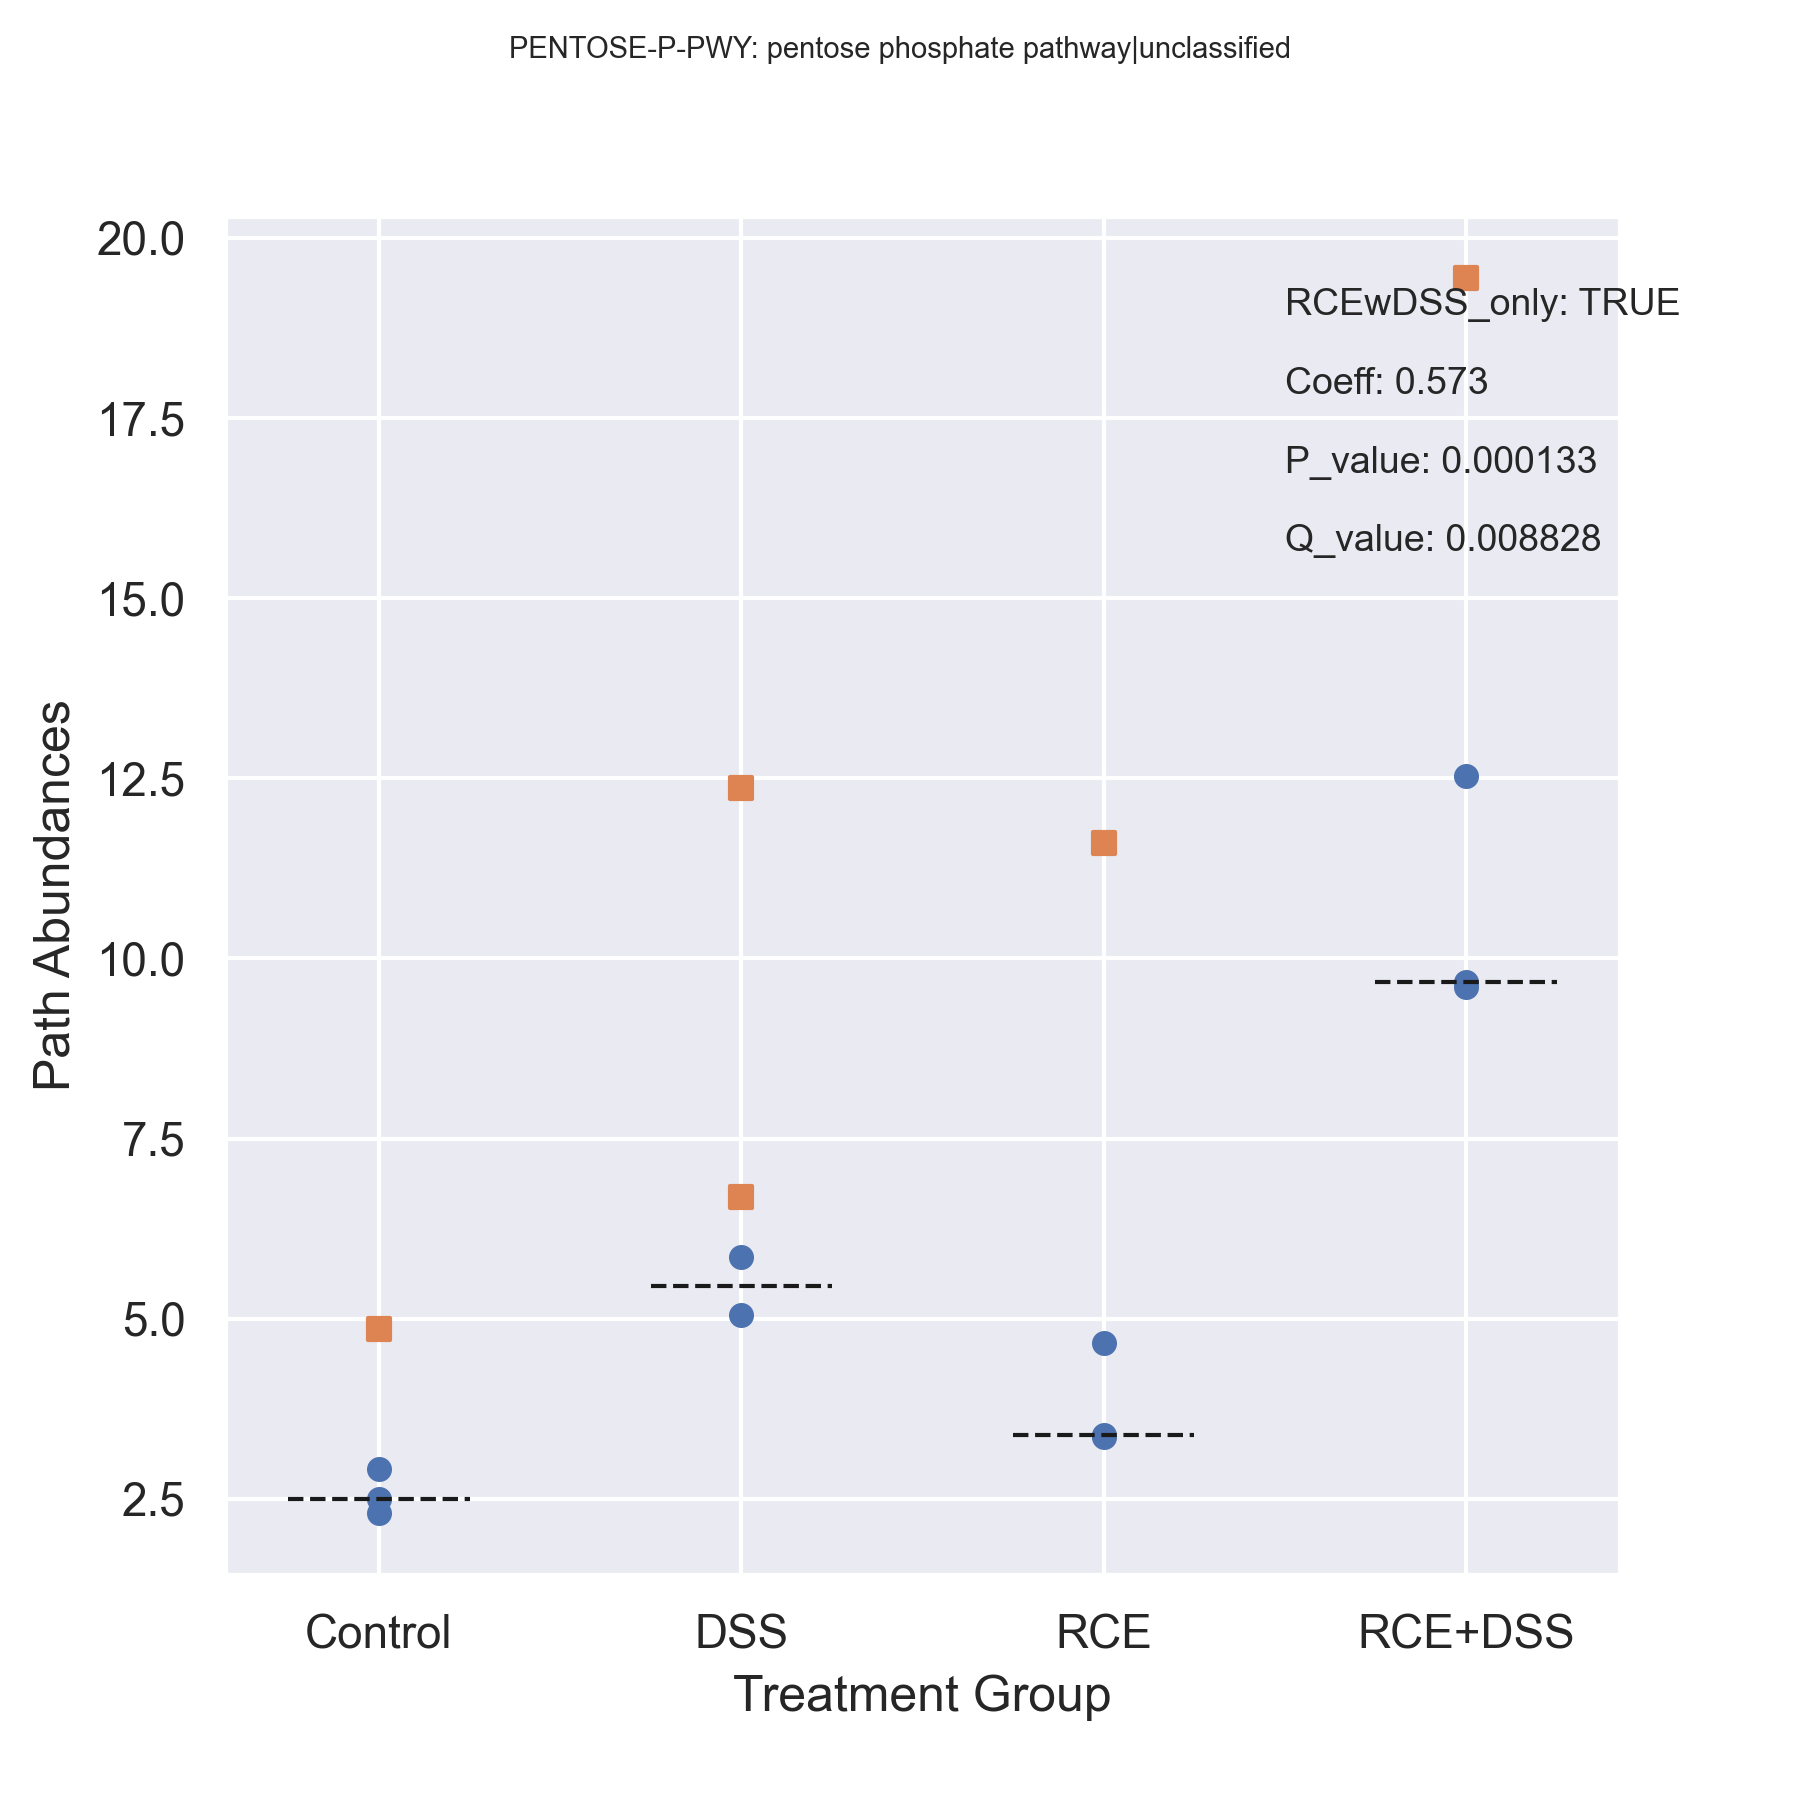 PENTOSE-P-PWY: pentose phosphate pathway|unclassified
20.0
17.5
15.0
12.5
10.0
7.5
5.0
2.5
Path Abundances
RCEwDSS_only: TRUE
Coeff: 0.573
P_value: 0.000133
Q_value: 0.008828
Control DSS RCE RCE+DSS
Treatment Group